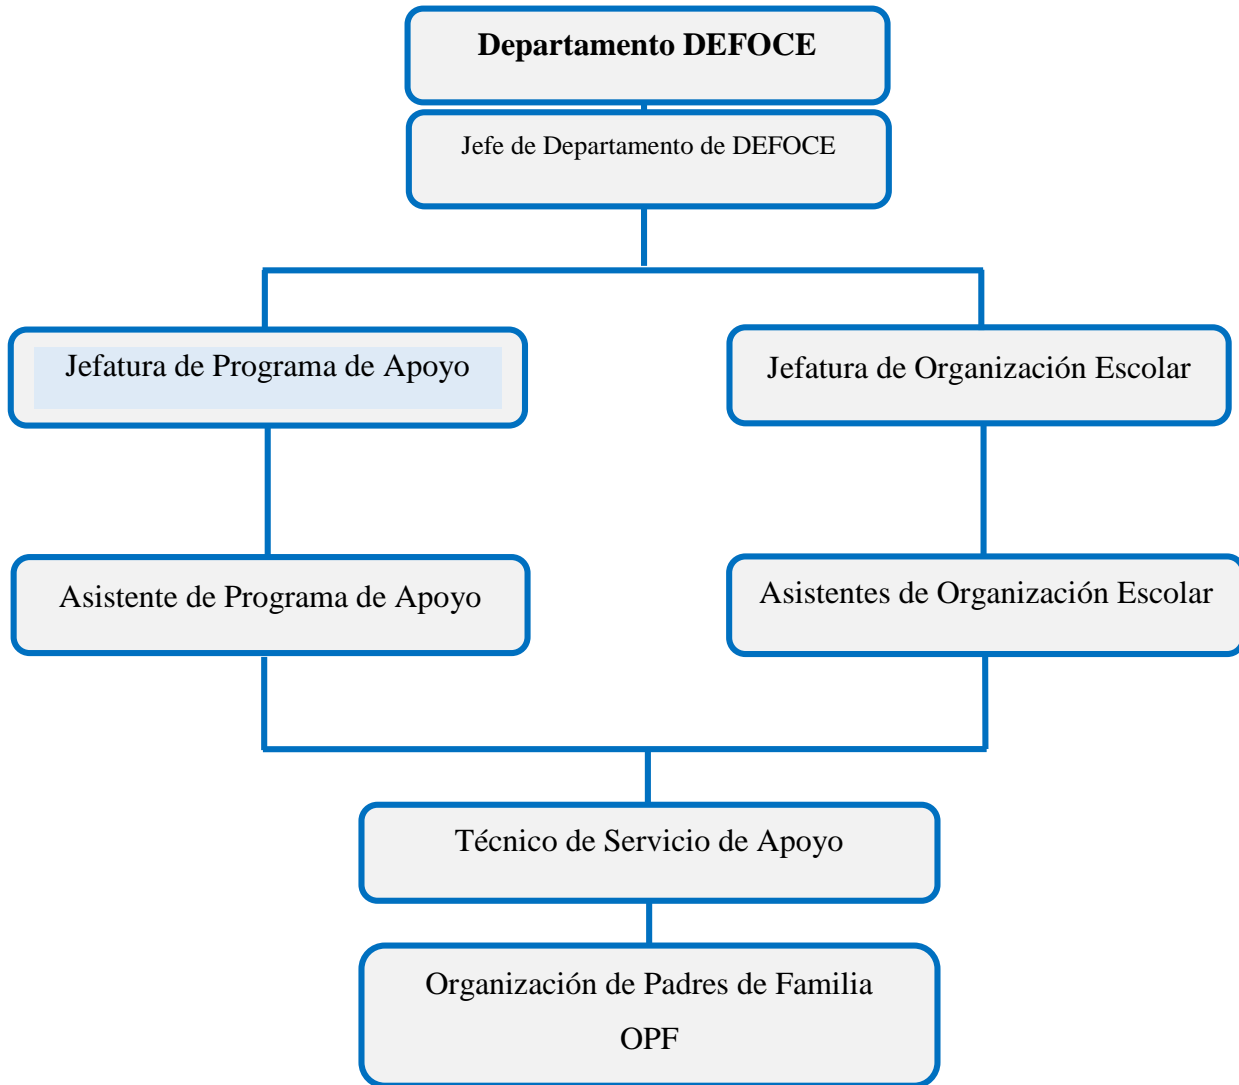 Departamento DEFOCE
Jefe de Departamento de DEFOCE
Jefatura de Programa de Apoyo
Jefatura de Organización Escolar
Asistente de Programa de Apoyo
Asistentes de Organización Escolar
Técnico de Servicio de Apoyo
Organización de Padres de Familia
OPF